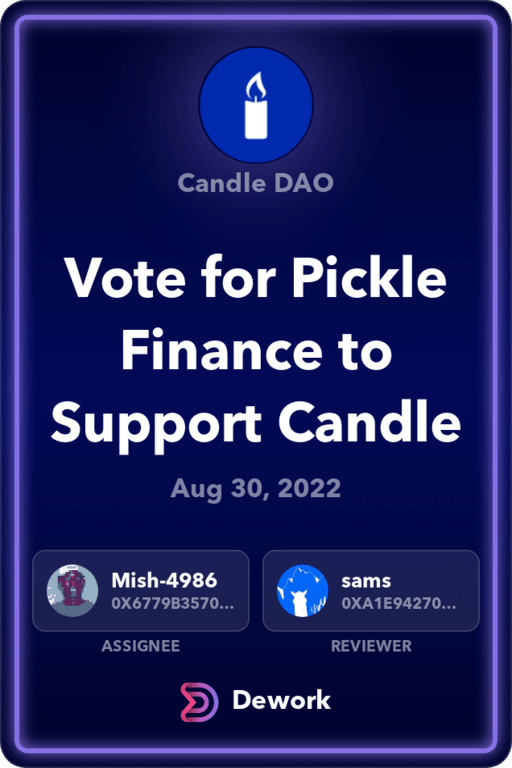 Candle DAO
Vote for Pickle
Finance to
Support Candle
Aug 30, 2022
Mish-4986
0X6779B3570...
sams
0XA1E94270...
ASSIGNEE
REVIEWER
Dework